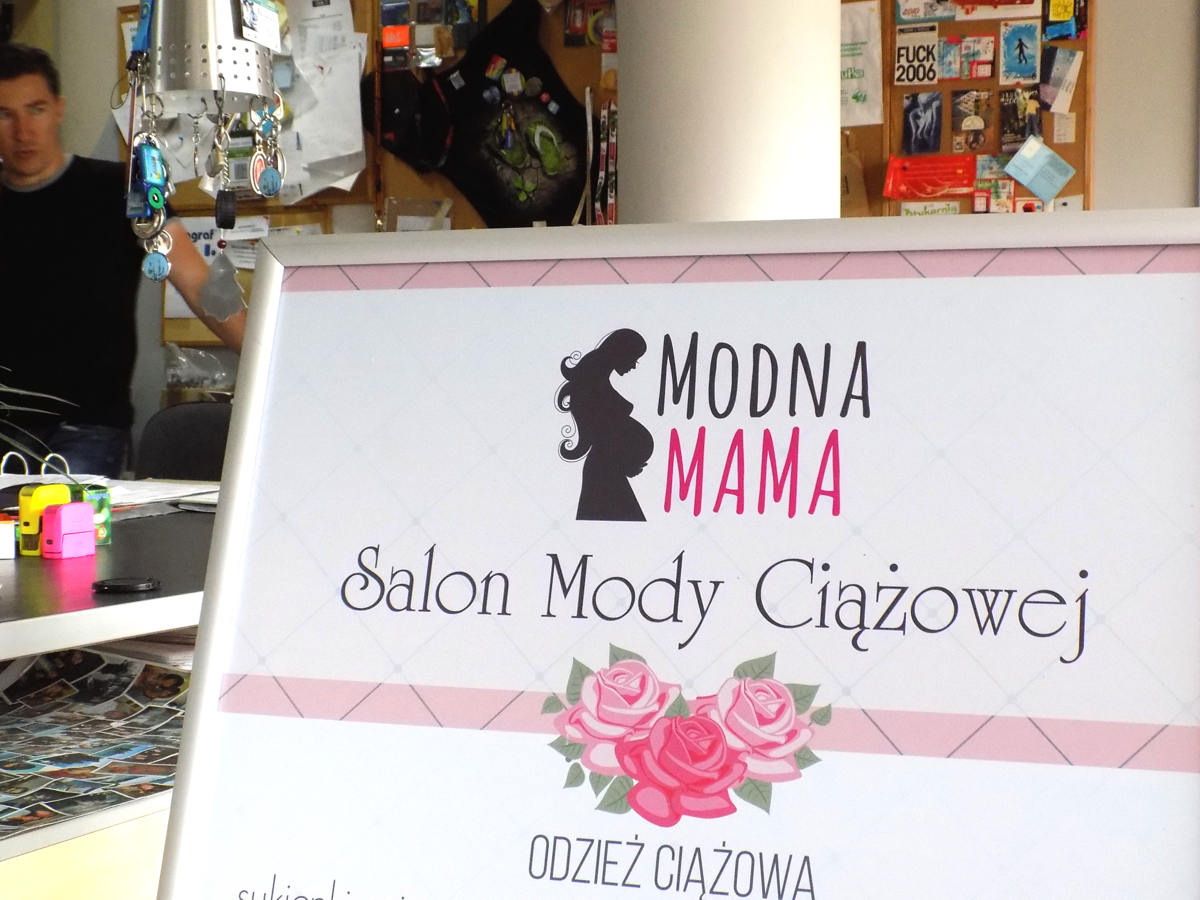 FUCK
2006
MODNA
MAMA
Salon Mody Ciążowej
ODZIEŻ CIĄŻOWA